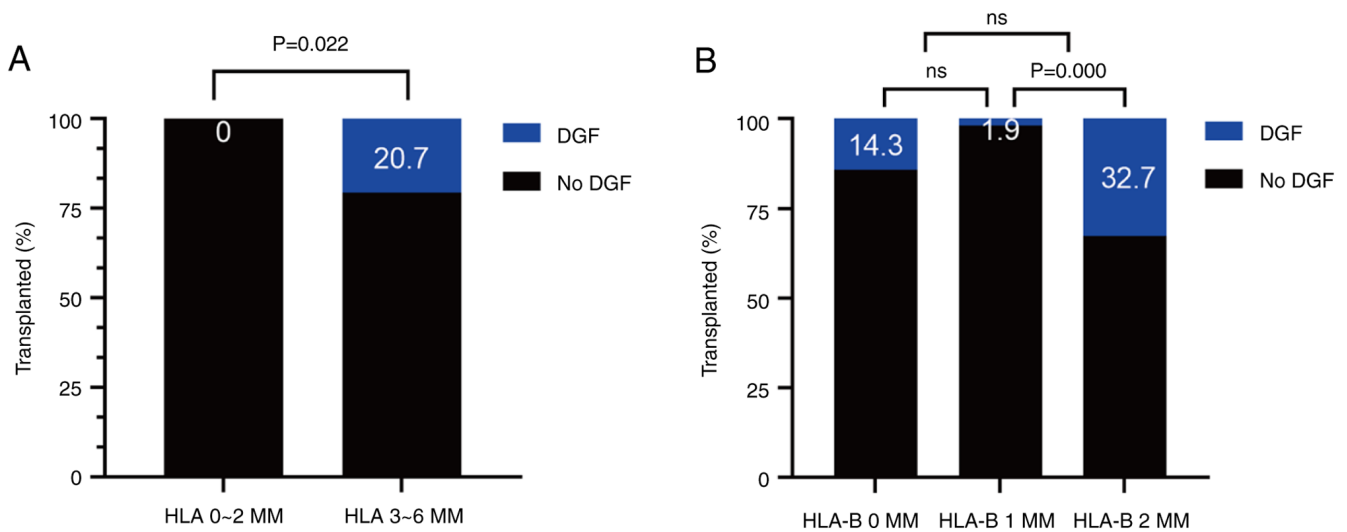 A
P=0.022
100
75
50
25
0
Transplanted (%)
0
20.7
DGF
No DGF
HLA 0~2 MM
HLA 3~6 MM
B
ns
ns
P=0.000
100
75
50
25
0
Transplanted (%)
14.3
1.9
32.7
DGF
No DGF
HLA-B 0 MM
HLA-B 1 MM
HLA-B 2 MM